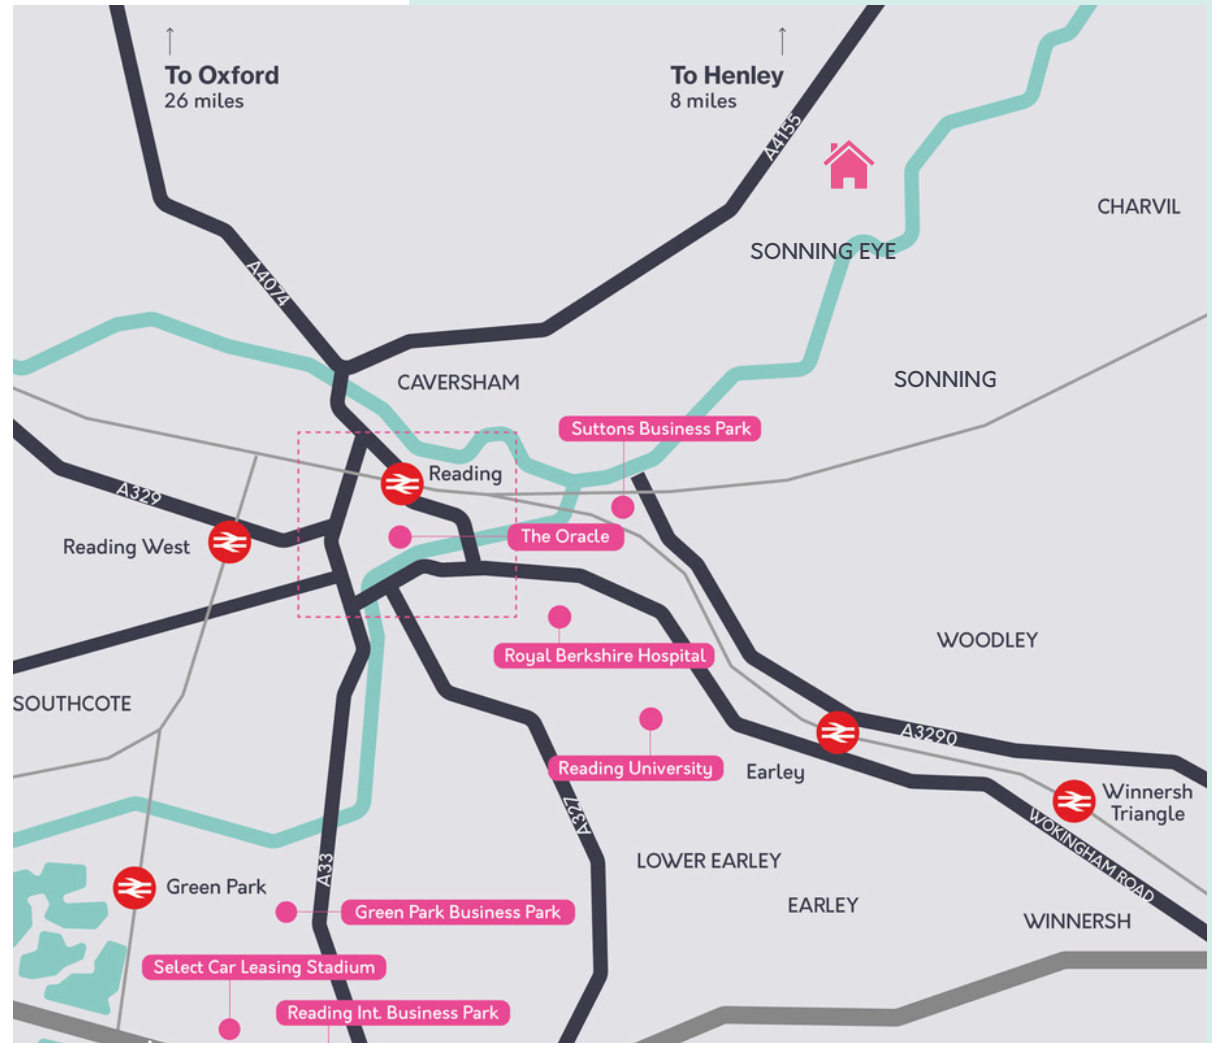 To Oxford
26 miles
To Henley
8 miles
A4155
CHARVIL
SONNING EYE
A4074
CAVERSHAM
SONNING
Suttons Business Park
Reading
A329
The Oracle
Reading West
WOODLEY
Royal Berkshire Hospital
SOUTHCOTE
A3290
Reading University
Earley
Winnersh
Triangle
A327
WOKINGHAM ROAD
LOWER EARLEY
A33
Green Park
EARLEY
Green Park Business Park
WINNERSH
Select Car Leasing Stadium
Reading Int. Business Park